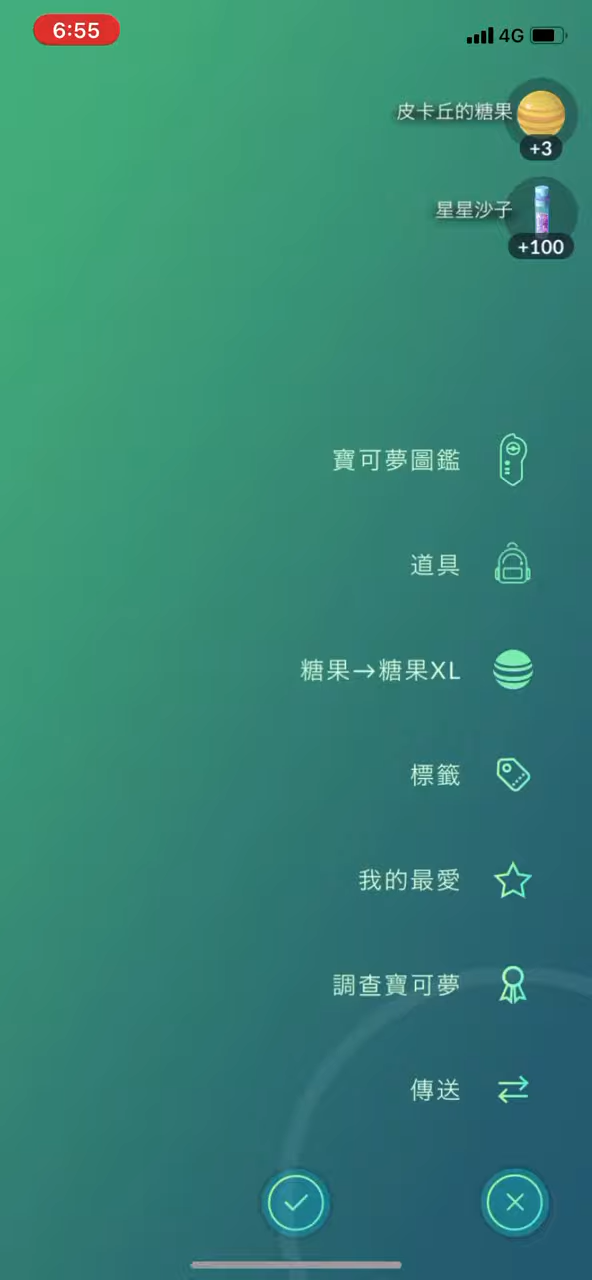 6:55
4G
皮卡丘的糖果
+3
星星沙子
+100
寶可夢圖鑑
道具
糖果→糖果XL
標籤
我的最愛
調查寶可夢
傳送